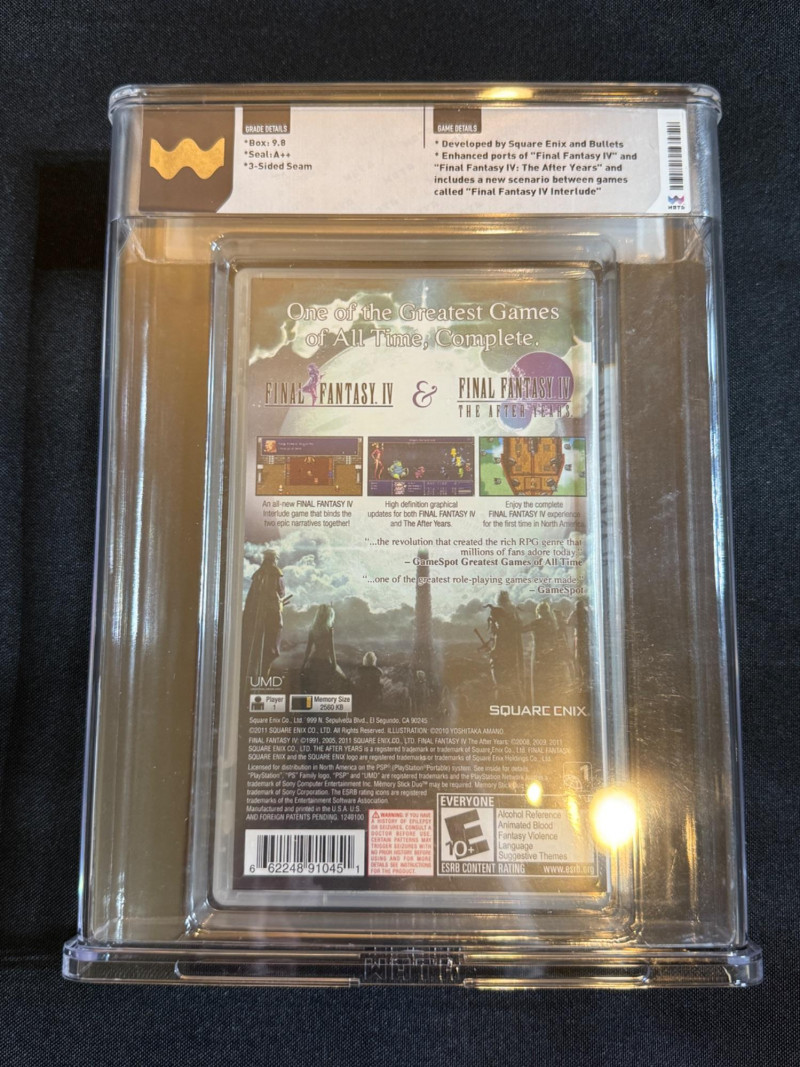 GRADE DETAILS
*Box: 9.8
*Seal: A++
*3-Sided Seam
GAME DETAILS
* Developed by Square Enix and Bullets
* Enhanced ports of "Final Fantasy IV" and
"Final Fantasy IV: The After Years" and
includes a new scenario between games
called "Final Fantasy IV Interlude"
WATA
One of the Greatest Games
of All Time, Complete.
FINAL FANTASY IV & FINAL FANTASY IV
THE AFTER YEARS
An all-new FINAL FANTASY IV
Interlude game that binds the
two epic narratives together!
High definition graphical
updates for both FINAL FANTASY IV
and The After Years.
Enjoy the complete
FINAL FANTASY IV experience
for the first time in North America
"...the revolution that created the rich RPG genre that
millions of fans adore today"
– GameSpot Greatest Games of All Time
"...one of the greatest role-playing games ever made"
– GameSpot
UMD
Player
1
Memory Size
2560 KB
SQUARE ENIX
Square Enix Co., Ltd. 999 N. Sepulveda Blvd., El Segundo, CA 90245
©2011 SQUARE ENIX CO., LTD. All Rights Reserved. ILLUSTRATION: ©2010 YOSHITAKA AMANO
FINAL FANTASY IV: ©1991, 2005, 2011 SQUARE ENIX CO., LTD. FINAL FANTASY IV The After Years: ©2008, 2009, 2011
SQUARE ENIX CO., LTD. THE AFTER YEARS is a registered trademark or trademark of Square Enix Co., Ltd. FINAL FANTASY,
SQUARE ENIX and the SQUARE ENIX logo are registered trademarks or trademarks of Square Enix Holdings Co., Ltd.
Licensed for distribution in North America on the PSP® (PlayStation®Portable) system. See inside for details.
"PlayStation", "PS" Family logo, "PSP" and "UMD" are registered trademarks and the PlayStation Network
trademark of Sony Computer Entertainment Inc. Memory Stick Duo™ may be required. Memory Stick
trademark of Sony Corporation. The ESRB rating icons are registered
trademarks of the Entertainment Software Association.
Manufactured and printed in the U.S.A. U.S.
AND FOREIGN PATENTS PENDING. 1249100
1
WARNING: IF YOU HAVE
A HISTORY OF EPILEPSY
OR SEIZURES, CONSULT A
DOCTOR BEFORE USE.
CERTAIN PATTERNS MAY
TRIGGER SEIZURES WITH
NO PRIOR HISTORY. BEFORE
USING AND FOR MORE
DETAILS SEE INSTRUCTIONS
FOR THE PRODUCT.
EVERYONE
E
10+
Alcohol Reference
Animated Blood
Fantasy Violence
Language
Suggestive Themes
ESRB CONTENT RATING www.esrb.org
6 62248 91045 1
WATA